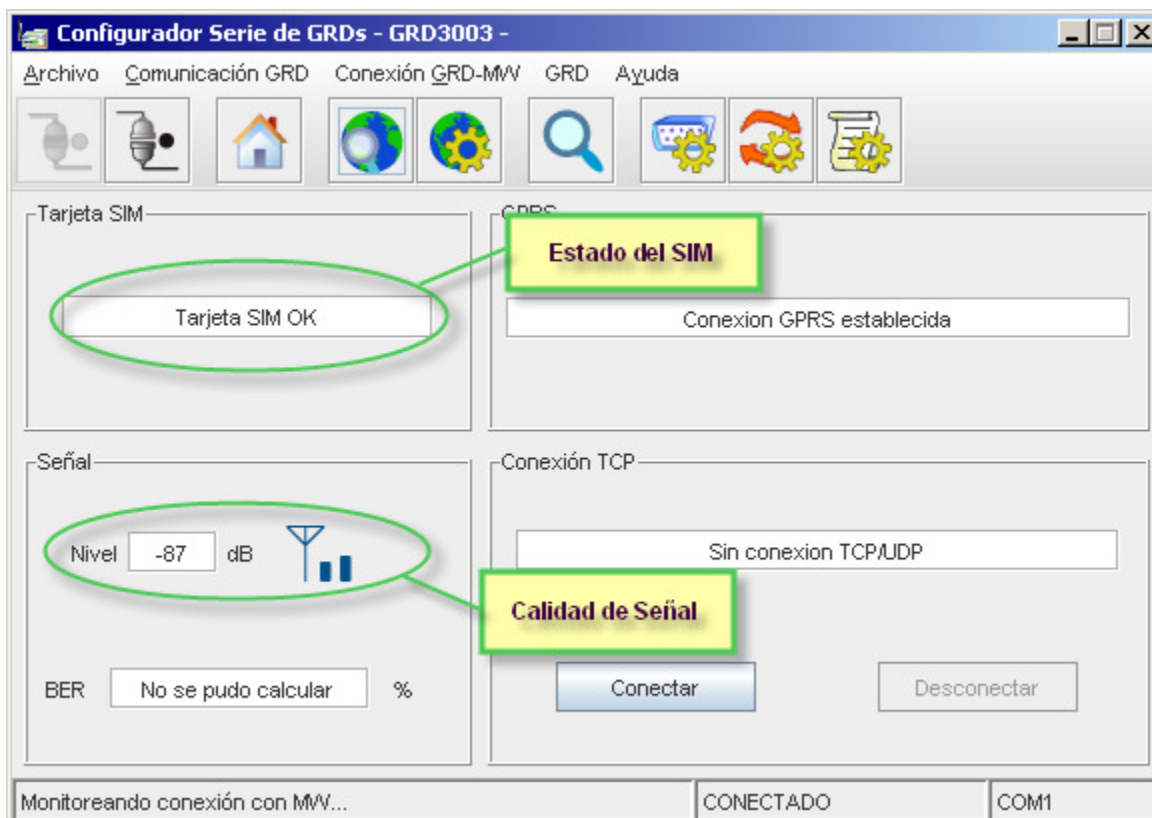 Configurador Serie de GRDs - GRD3003 -
Archivo Comunicación GRD Conexión GRD-MW GRD Ayuda
Tarjeta SIM
GPRS
Estado del SIM
Tarjeta SIM OK
Conexion GPRS establecida
Señal
Conexión TCP
Nivel -87 dB
Sin conexion TCP/UDP
Calidad de Señal
BER No se pudo calcular %
Conectar
Desconectar
Monitoreando conexión con MW... CONECTADO COM1